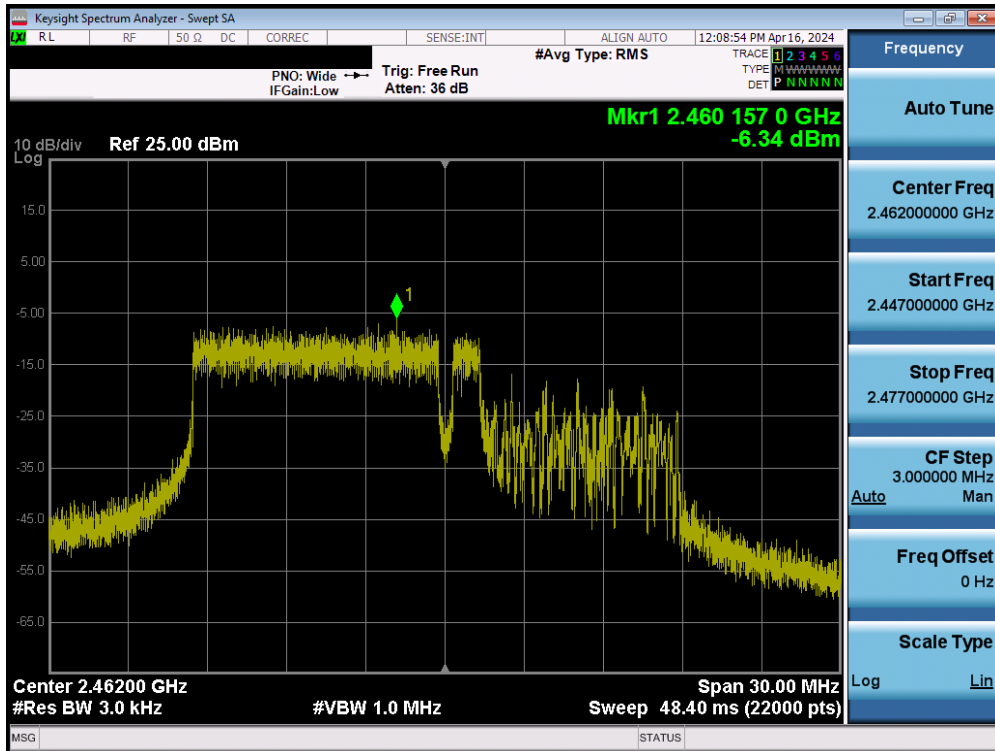 Keysight Spectrum Analyzer - Swept SA
LXI RL RF 50 Ω DC CORREC SENSE:INT ALIGN AUTO 12:08:54 PM Apr 16, 2024
#Avg Type: RMS
TRACE 1 2 3 4 5 6
PNO: Wide Trig: Free Run
TYPE M W W W W W
IFGain:Low Atten: 36 dB
DET P N N N N N
Mkr1 2.460 157 0 GHz
-6.34 dBm
10 dB/div Ref 25.00 dBm
Log
15.0
5.00
1
-5.00
-15.0
-25.0
-35.0
-45.0
-55.0
-65.0
Center 2.46200 GHz Span 30.00 MHz
#Res BW 3.0 kHz #VBW 1.0 MHz Sweep 48.40 ms (22000 pts)
MSG STATUS
Frequency
Auto Tune
Center Freq
2.462000000 GHz
Start Freq
2.447000000 GHz
Stop Freq
2.477000000 GHz
CF Step
3.000000 MHz
Auto Man
Freq Offset
0 Hz
Scale Type
Log Lin